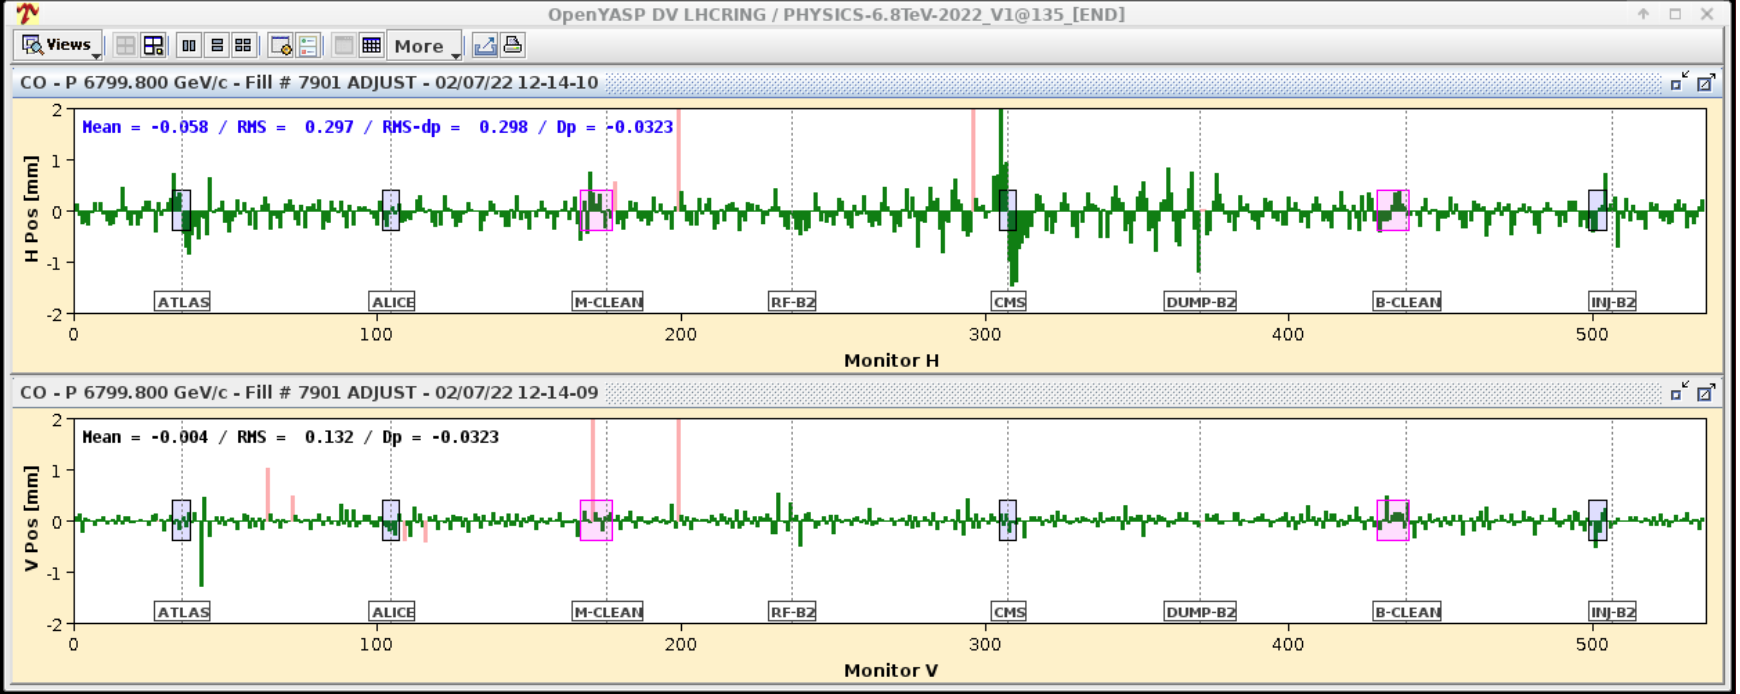 OpenYASP DV LHCRING / PHYSICS-6.8TeV-2022_V1@135_[END]
Views More
CO - P 6799.800 GeV/c - Fill # 7901 ADJUST - 02/07/22 12-14-10
Mean = -0.058 / RMS = 0.297 / RMS-dp = 0.298 / Dp = -0.0323
H Pos [mm]
2
1
0
-1
-2
ATLAS ALICE M-CLEAN RF-B2 CMS DUMP-B2 B-CLEAN INJ-B2
0 100 200 300 400 500
Monitor H
CO - P 6799.800 GeV/c - Fill # 7901 ADJUST - 02/07/22 12-14-09
Mean = -0.004 / RMS = 0.132 / Dp = -0.0323
V Pos [mm]
2
1
0
-1
-2
ATLAS ALICE M-CLEAN RF-B2 CMS DUMP-B2 B-CLEAN INJ-B2
0 100 200 300 400 500
Monitor V